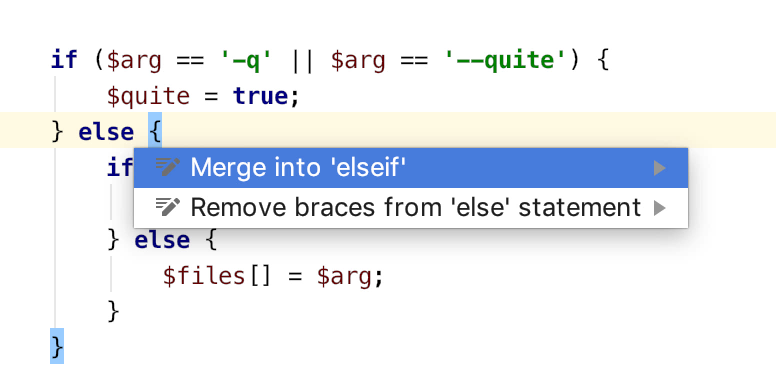 if ($arg == '-q' || $arg == '--quite') {
$quite = true;
} else {
if
Merge into 'elseif'
Remove braces from 'else' statement
} else {
$files[] = $arg;
}
}